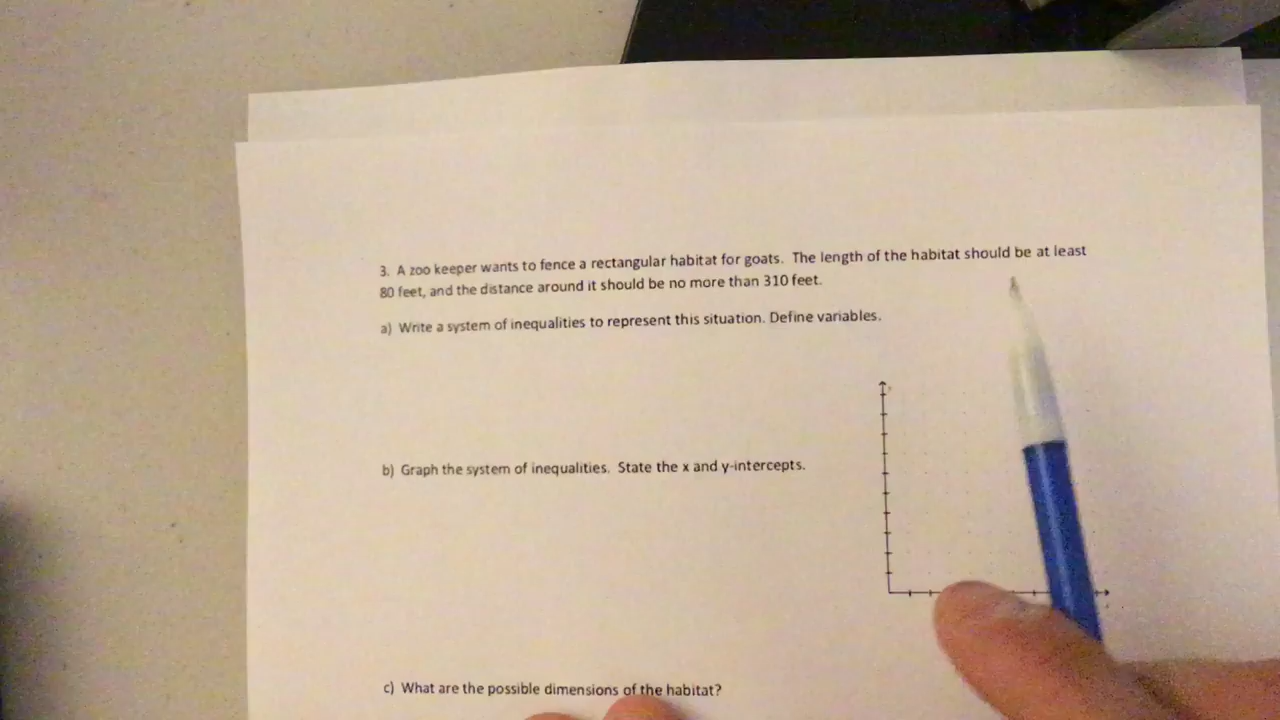 3. A zoo keeper wants to fence a rectangular habitat for goats. The length of the habitat should be at least
80 feet, and the distance around it should be no more than 310 feet.
a) Write a system of inequalities to represent this situation. Define variables.
b) Graph the system of inequalities. State the x and y-intercepts.
c) What are the possible dimensions of the habitat?